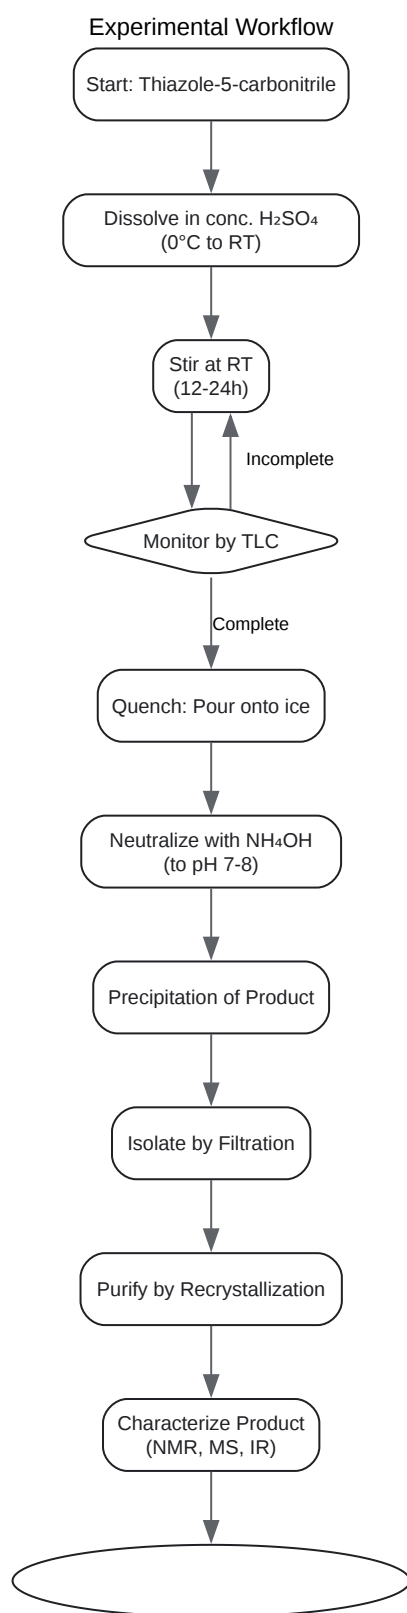 Experimental Workflow
Start: Thiazole-5-carbonitrile
Dissolve in conc. H₂SO₄
(0°C to RT)
Stir at RT
(12-24h)
Incomplete
Monitor by TLC
Complete
Quench: Pour onto ice
Neutralize with NH₄OH
(to pH 7-8)
Precipitation of Product
Isolate by Filtration
Purify by Recrystallization
Characterize Product
(NMR, MS, IR)